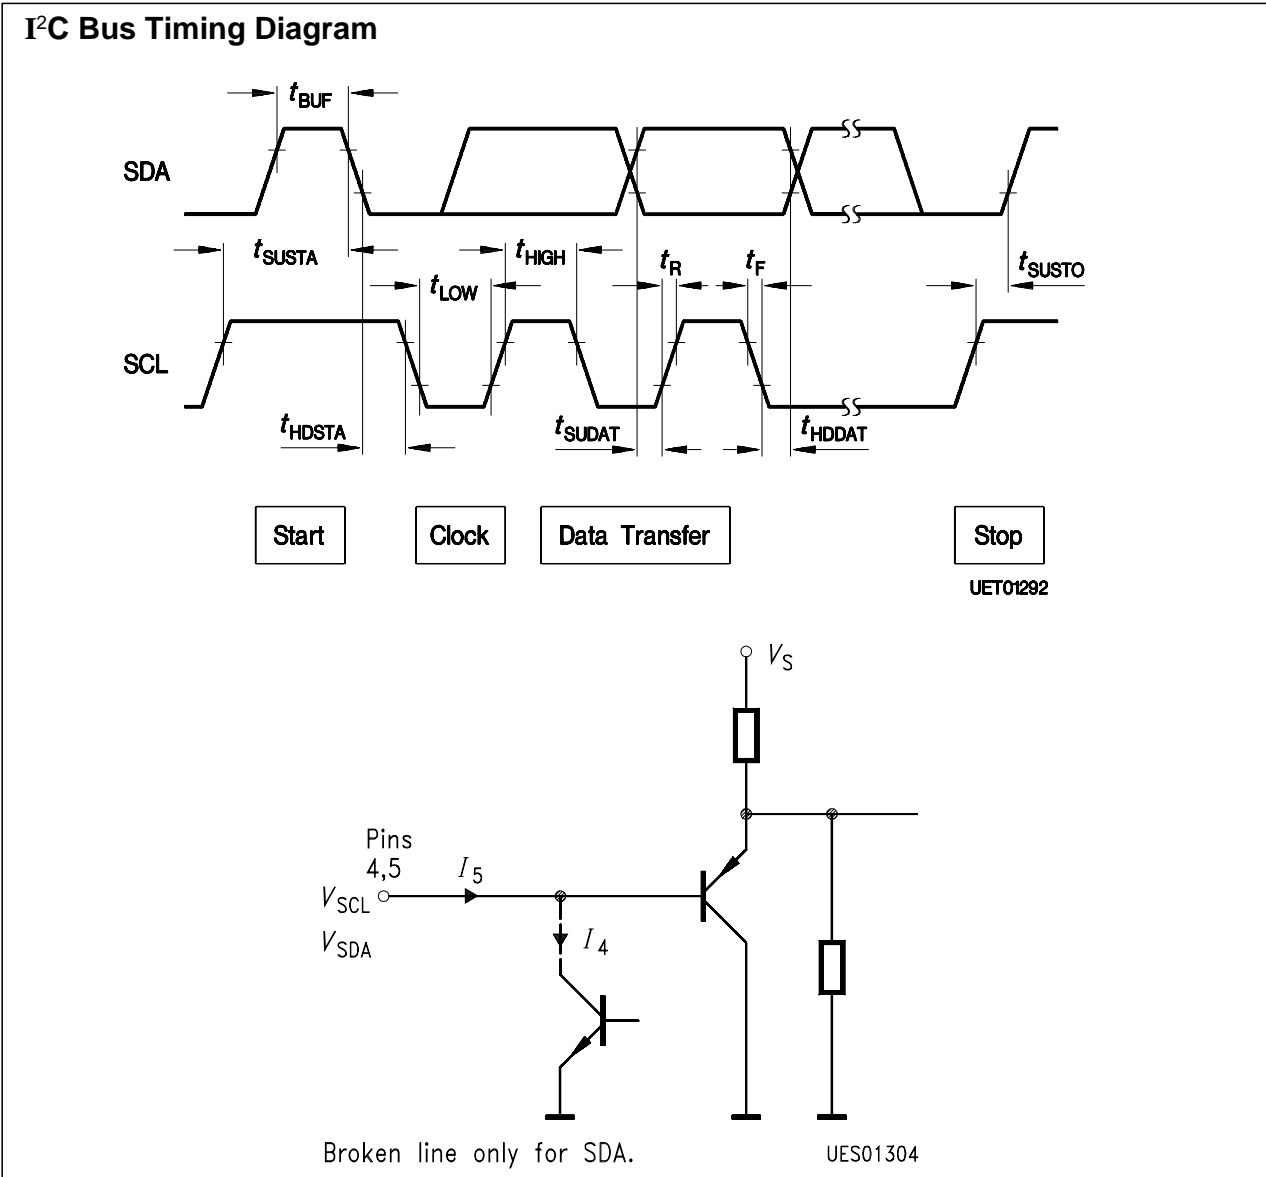 I²C Bus Timing Diagram
tBUF
SDA
tSUSTA
tHIGH
tR
tF
tSUSTO
tLOW
SCL
tHDSTA
tSUDAT
tHDDAT
Start
Clock
Data Transfer
Stop
UET01292
VS
Pins
4,5
I5
VSCL
VSDA
I4
Broken line only for SDA.
UES01304